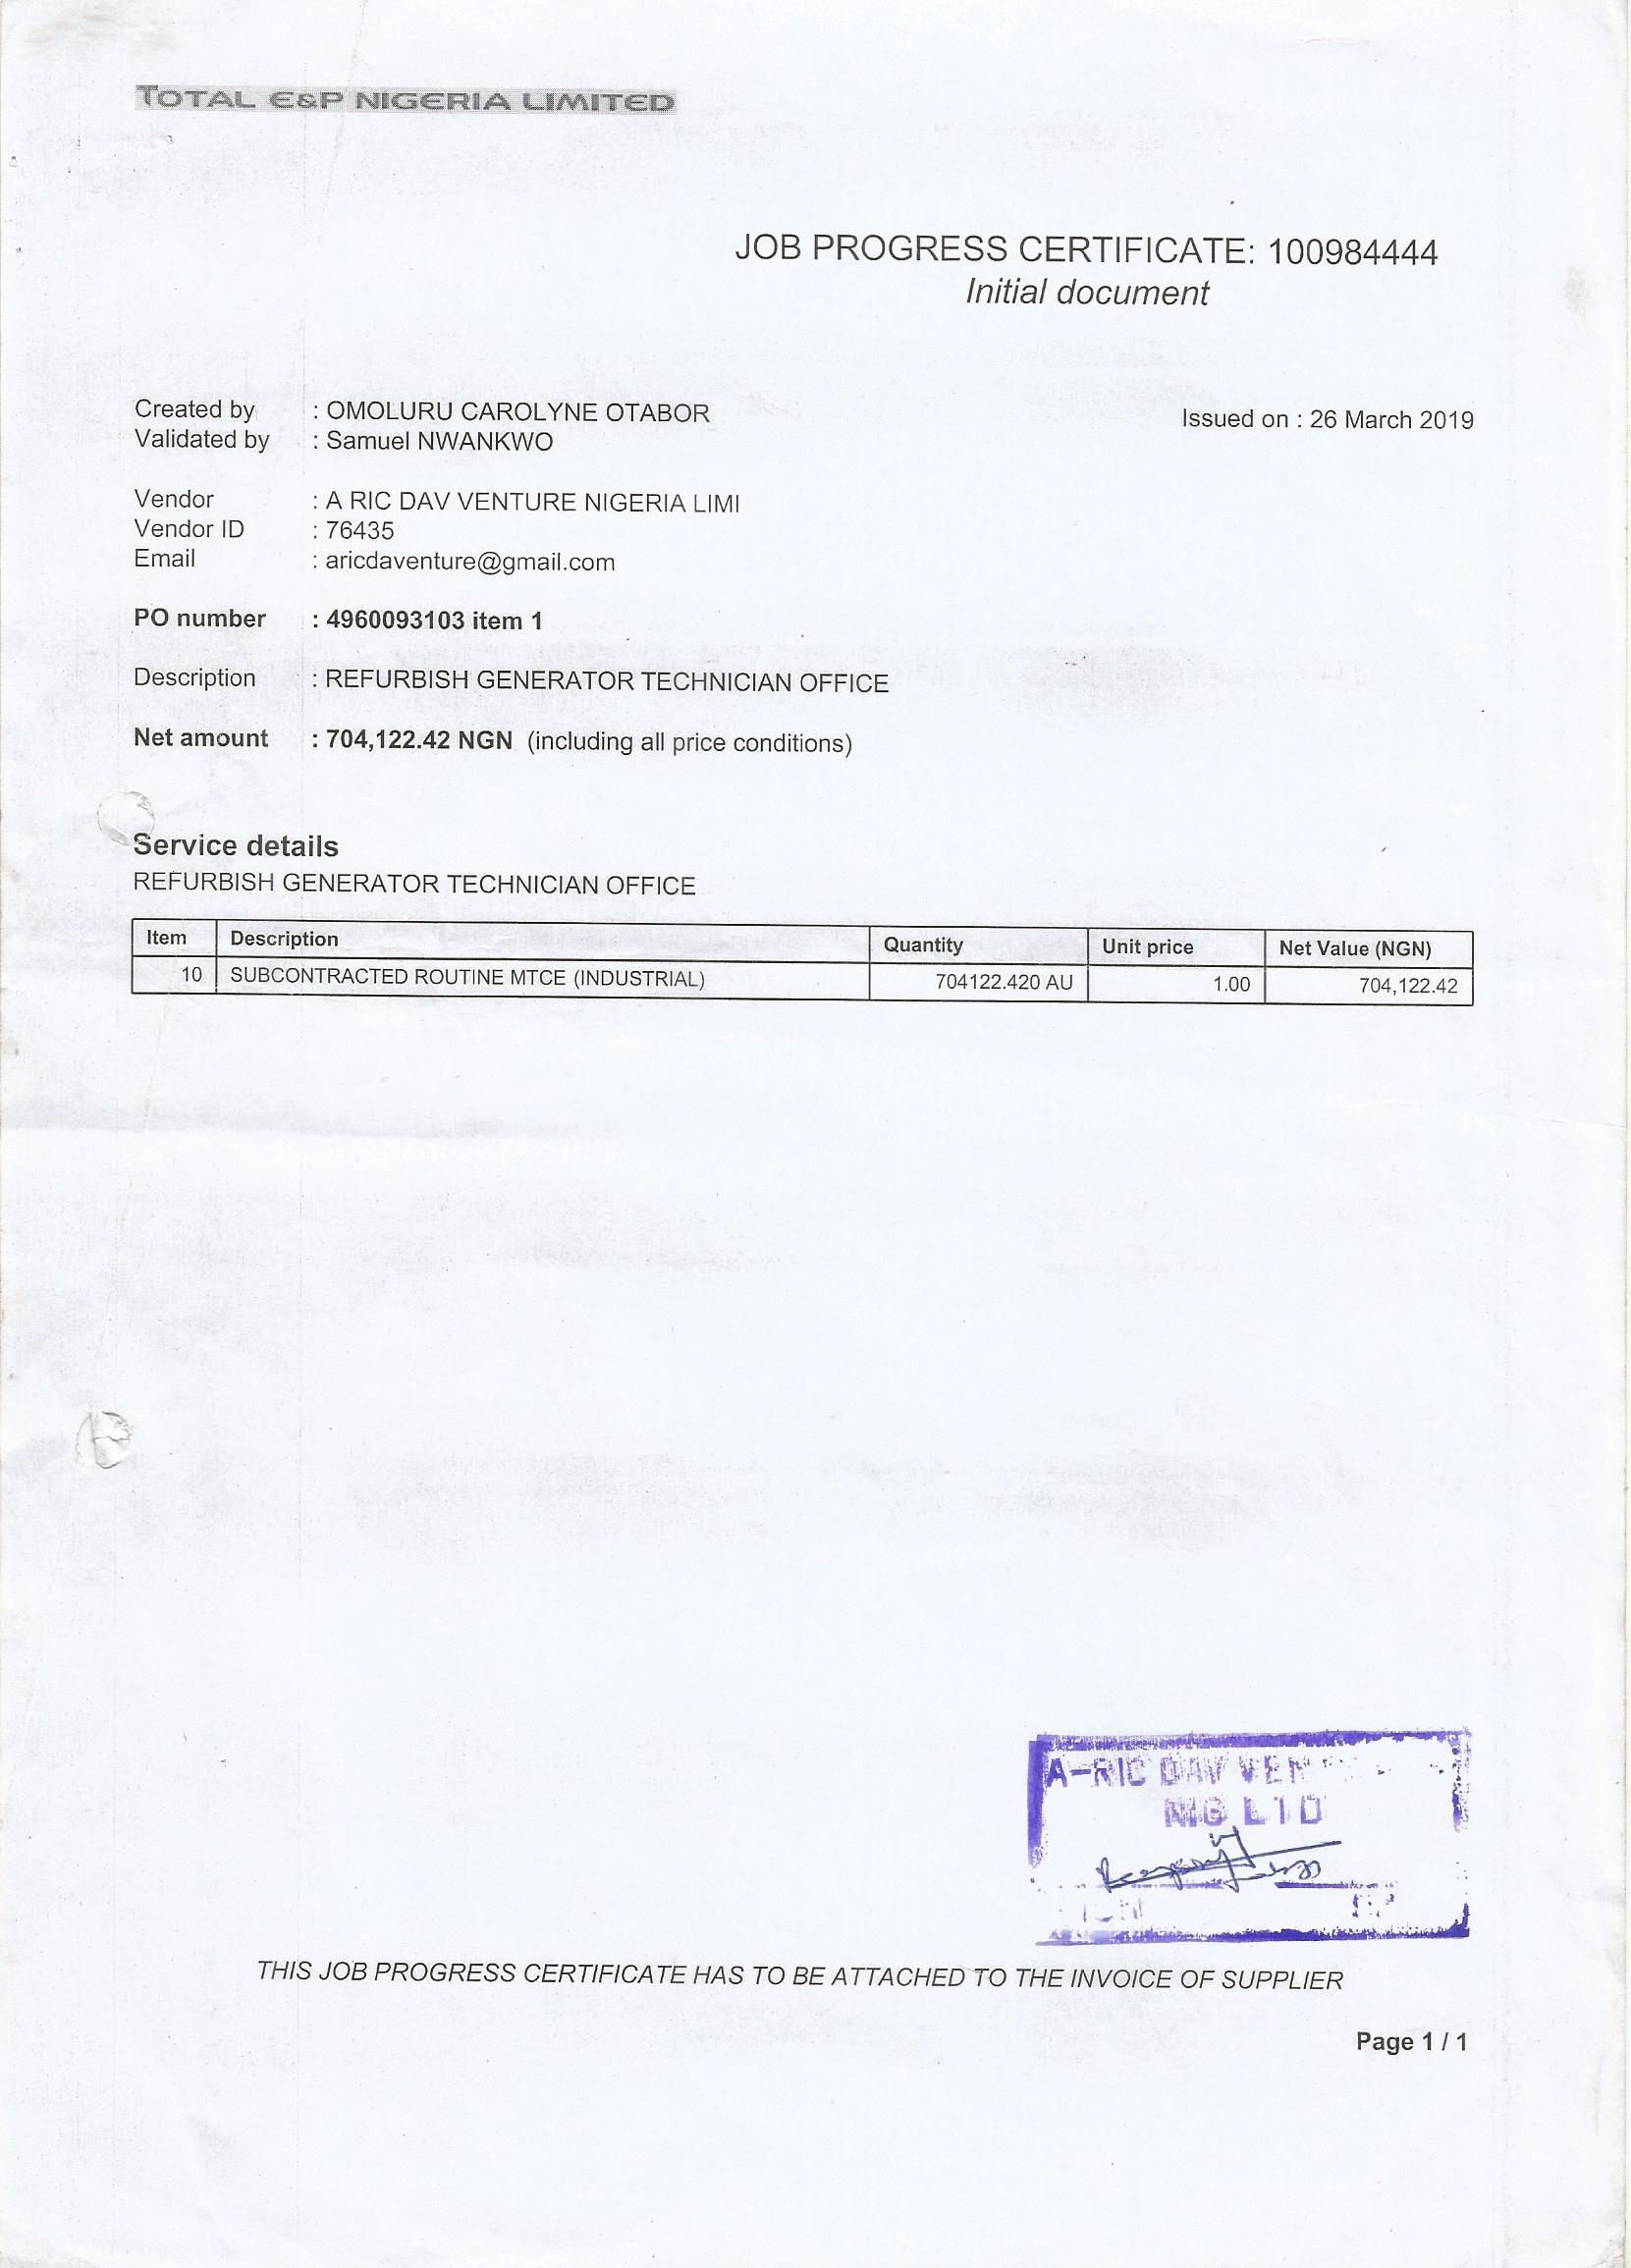 TOTAL E&P NIGERIA LIMITED
JOB PROGRESS CERTIFICATE: 100984444
Initial document
Created by : OMOLURU CAROLYNE OTABOR
Issued on : 26 March 2019
Validated by : Samuel NWANKWO
Vendor : A RIC DAV VENTURE NIGERIA LIMI
Vendor ID : 76435
Email : aricdaventure@gmail.com
PO number : 4960093103 item 1
Description : REFURBISH GENERATOR TECHNICIAN OFFICE
Net amount : 704,122.42 NGN (including all price conditions)
Service details
REFURBISH GENERATOR TECHNICIAN OFFICE
Item Description Quantity Unit price Net Value (NGN)
10 SUBCONTRACTED ROUTINE MTCE (INDUSTRIAL) 704122.420 AU 1.00 704,122.42
A-RIC DAV VEN
NIG LTD
THIS JOB PROGRESS CERTIFICATE HAS TO BE ATTACHED TO THE INVOICE OF SUPPLIER
Page 1 / 1